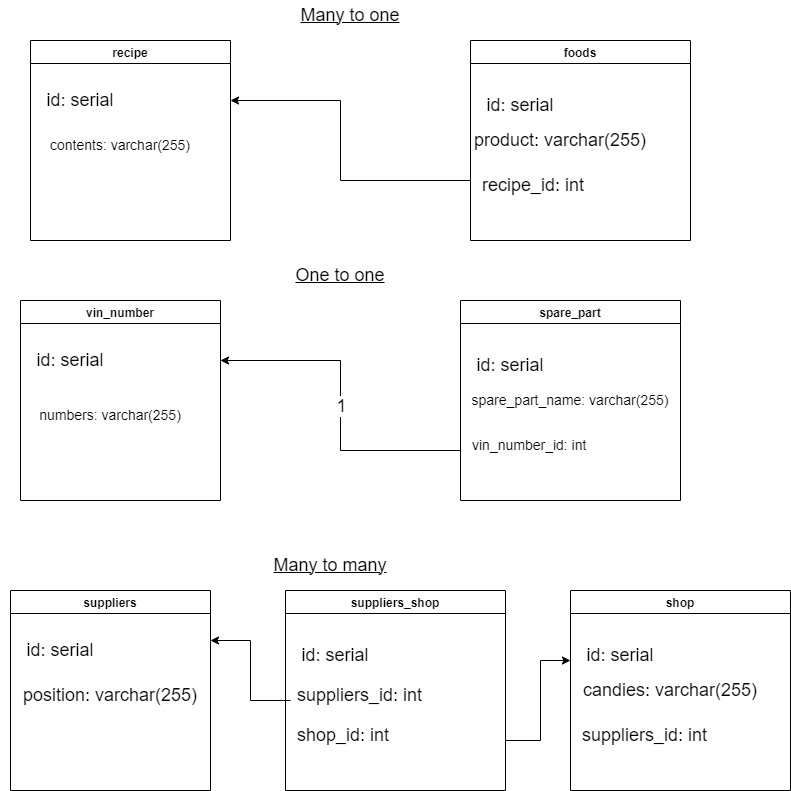 Many to one
recipe
id: serial
contents: varchar(255)
foods
id: serial
product: varchar(255)
recipe_id: int
One to one
vin_number
id: serial
numbers: varchar(255)
1
spare_part
id: serial
spare_part_name: varchar(255)
vin_number_id: int
Many to many
suppliers
id: serial
position: varchar(255)
suppliers_shop
id: serial
suppliers_id: int
shop_id: int
shop
id: serial
candies: varchar(255)
suppliers_id: int